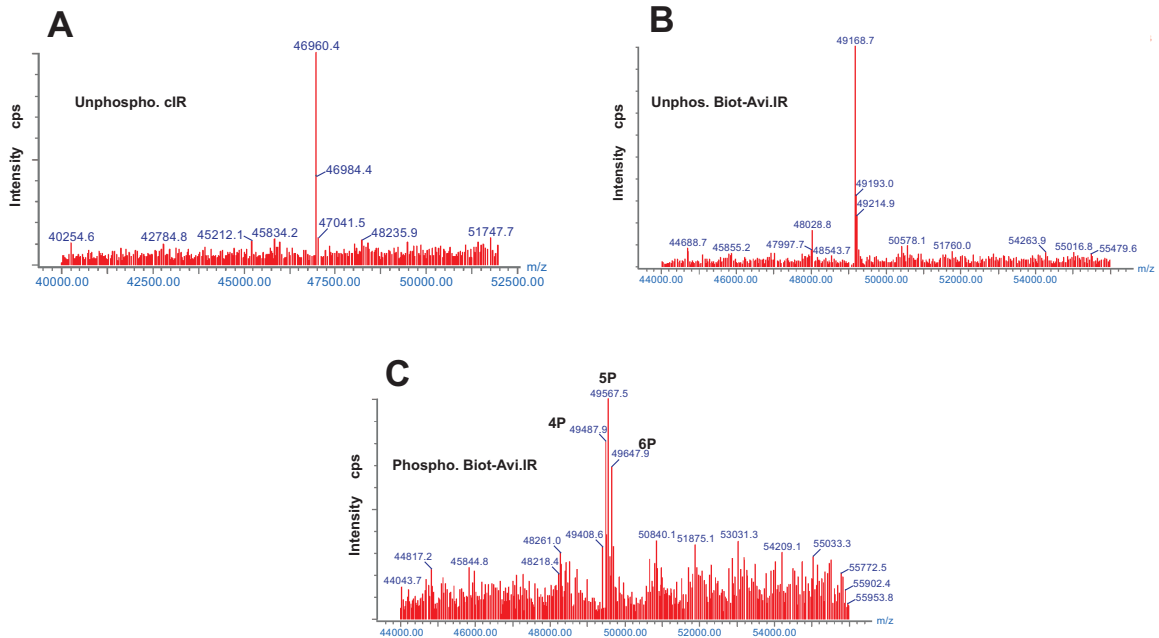 A
46960.4
Unphospho. cIR
46984.4
47041.5
40254.6
42784.8
45212.1
45834.2
48235.9
51747.7
Intensity cps
40000.00 42500.00 45000.00 47500.00 50000.00 52500.00
m/z
B
49168.7
Unphos. Biot-Avi.IR
49193.0
49214.9
48028.8
44688.7
45855.2
47997.7
48543.7
50578.1
51760.0
54263.9
55016.8
55479.6
Intensity cps
44000.00 46000.00 48000.00 50000.00 52000.00 54000.00
m/z
C
5P
49567.5
4P
49487.9
6P
49647.9
Phospho. Biot-Avi.IR
49408.6
48261.0
48218.4
44817.2
45844.8
44043.7
50840.1
51875.1
53031.3
54209.1
55033.3
55772.5
55902.4
55953.8
Intensity cps
44000.00 46000.00 48000.00 50000.00 52000.00 54000.00
m/z